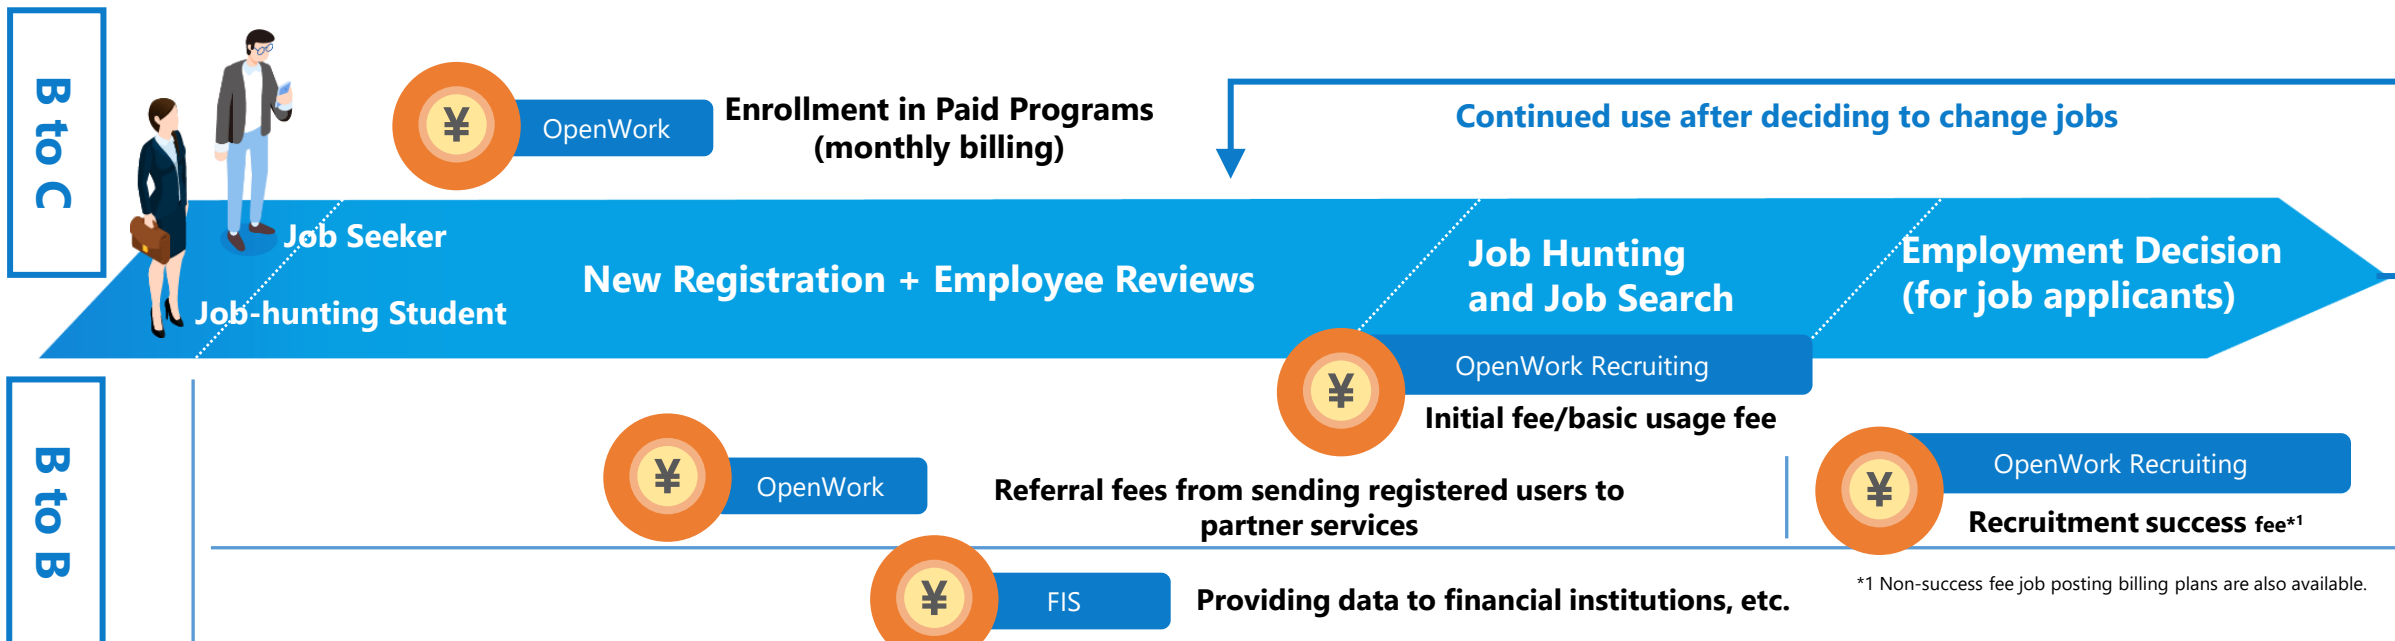 B to C
¥
OpenWork
Enrollment in Paid Programs
(monthly billing)
Continued use after deciding to change jobs
Job Seeker
Job-hunting Student
New Registration + Employee Reviews
Job Hunting
and Job Search
Employment Decision
(for job applicants)
B to B
¥
OpenWork Recruiting
Initial fee/basic usage fee
¥
OpenWork
Referral fees from sending registered users to
partner services
¥
OpenWork Recruiting
Recruitment success fee*1
¥
FIS
Providing data to financial institutions, etc.
*1 Non-success fee job posting billing plans are also available.